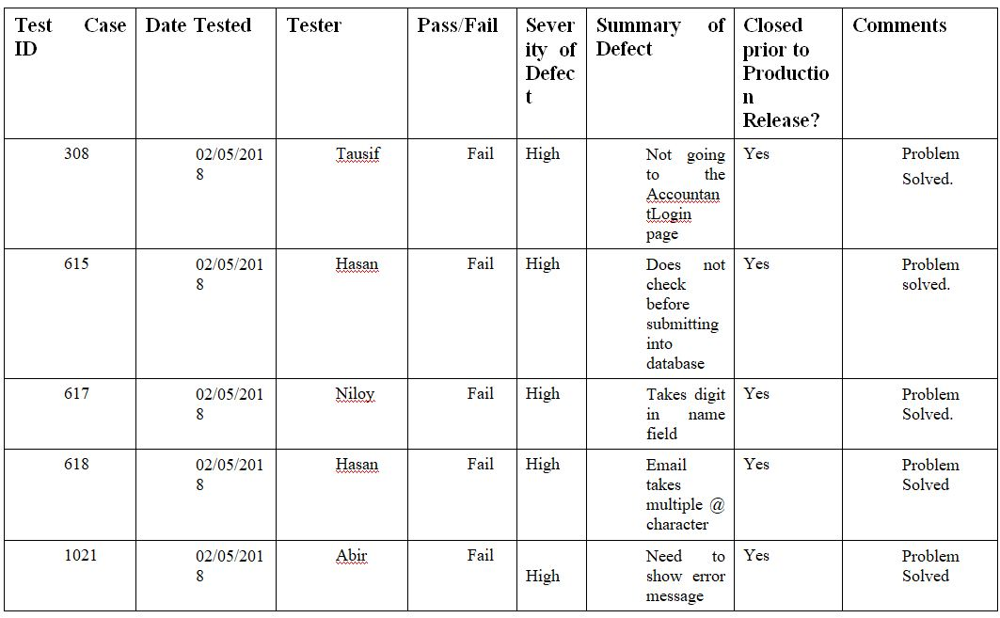 Test Case ID | Date Tested | Tester | Pass/Fail | Severity of Defect | Summary of Defect | Closed prior to Production Release? | Comments
308 | 02/05/2018 | Tausif | Fail | High | Not going to the AccountantLogin page | Yes | Problem Solved.
615 | 02/05/2018 | Hasan | Fail | High | Does not check before submitting into database | Yes | Problem solved.
617 | 02/05/2018 | Niloy | Fail | High | Takes digit in name field | Yes | Problem Solved.
618 | 02/05/2018 | Hasan | Fail | High | Email takes multiple @ character | Yes | Problem Solved
1021 | 02/05/2018 | Abir | Fail | High | Need to show error message | Yes | Problem Solved